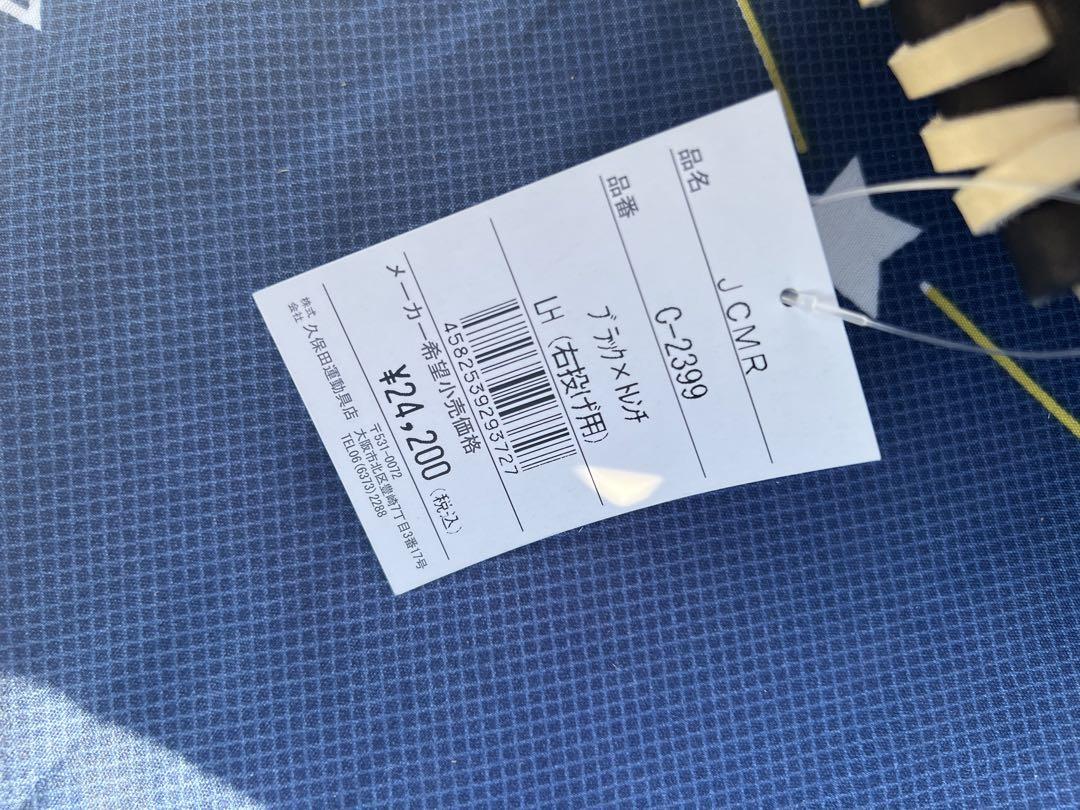 品名
JCMR
品番
C-2399
ﾌﾞﾗｯｸ×ﾄﾚﾝﾁ
LH (右投げ用)
4582539293727
メーカー希望小売価格
¥24,200 (税込)
株式会社 久保田運動具店
〒531-0072
大阪市北区豊崎7丁目3番17号
TEL06(6373)2288